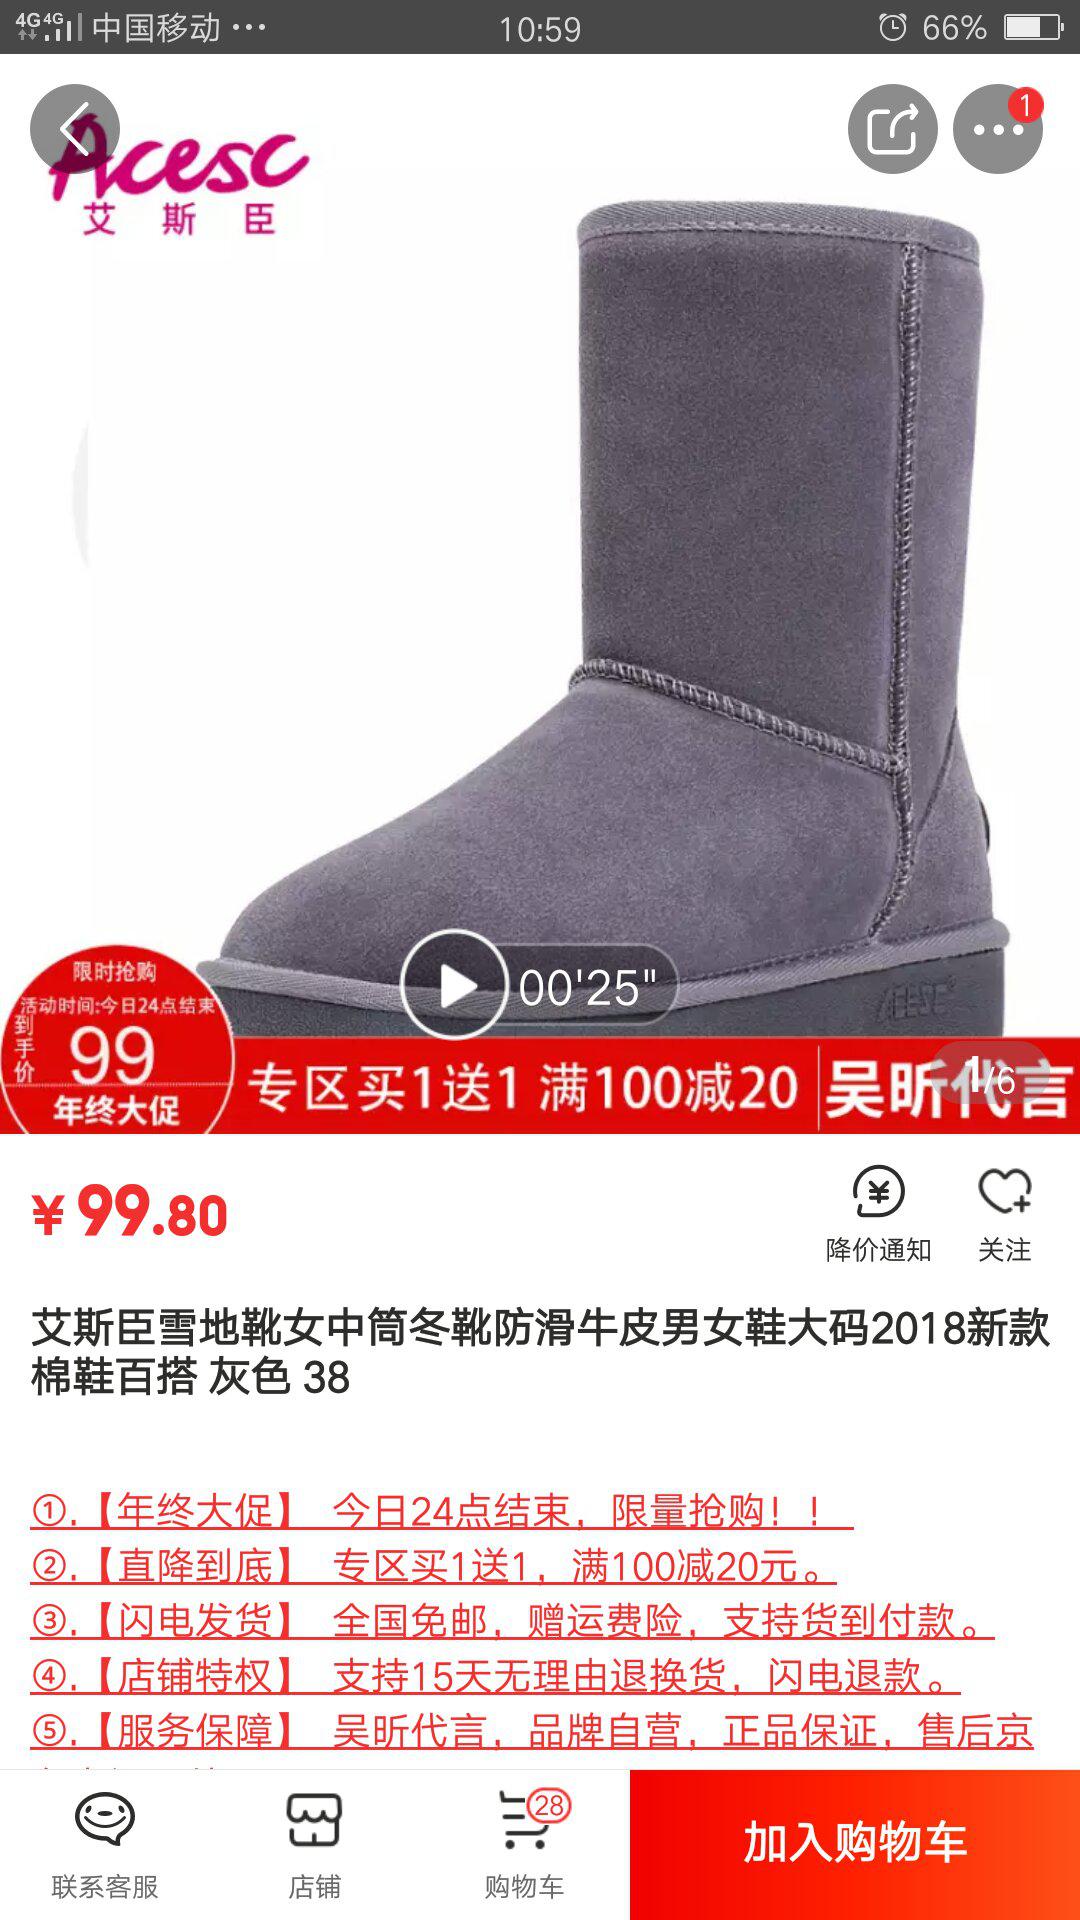 4G 4G 中国移动 ··· 10:59 66%
1
Acesc
艾斯臣
限时抢购
活动时间:今日24点结束
到手价
99
年终大促
00'25"
专区买1送1 满100减20
吴昕代言
1/6
¥99.80
降价通知 关注
艾斯臣雪地靴女中筒冬靴防滑牛皮男女鞋大码2018新款
棉鞋百搭 灰色 38
①.【年终大促】 今日24点结束，限量抢购！！
②.【直降到底】 专区买1送1，满100减20元。
③.【闪电发货】 全国免邮，赠运费险，支持货到付款。
④.【店铺特权】 支持15天无理由退换货，闪电退款。
⑤.【服务保障】 吴昕代言，品牌自营，正品保证，售后京
28
联系客服 店铺 购物车 加入购物车